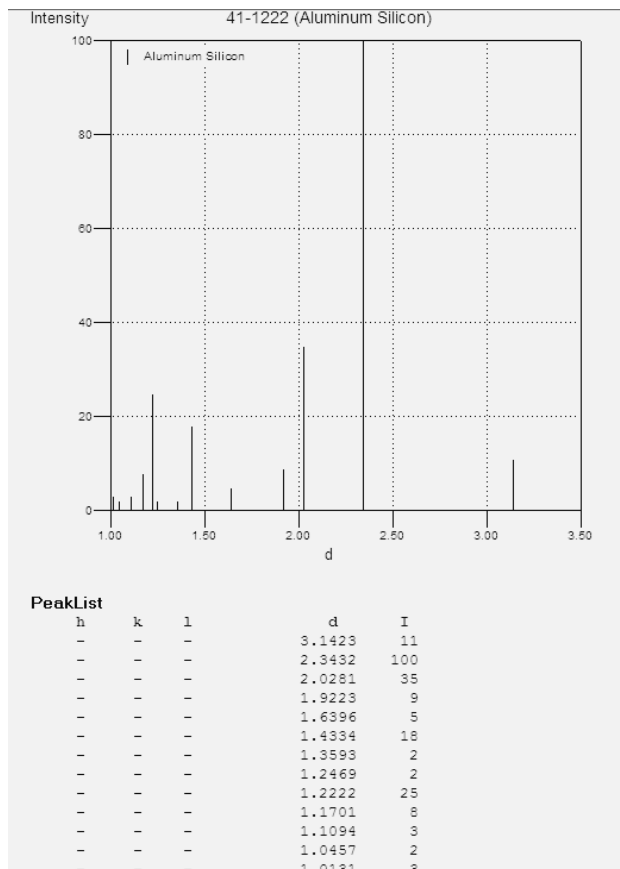 Intensity 41-1222 (Aluminum Silicon)
100
Aluminum Silicon
80
60
40
20
0
1.00 1.50 2.00 2.50 3.00 3.50
d
PeakList
h k l d I
- - - 3.1423 11
- - - 2.3432 100
- - - 2.0281 35
- - - 1.9223 9
- - - 1.6396 5
- - - 1.4334 18
- - - 1.3593 2
- - - 1.2469 2
- - - 1.2222 25
- - - 1.1701 8
- - - 1.1094 3
- - - 1.0457 2
- - - 1.0131 3